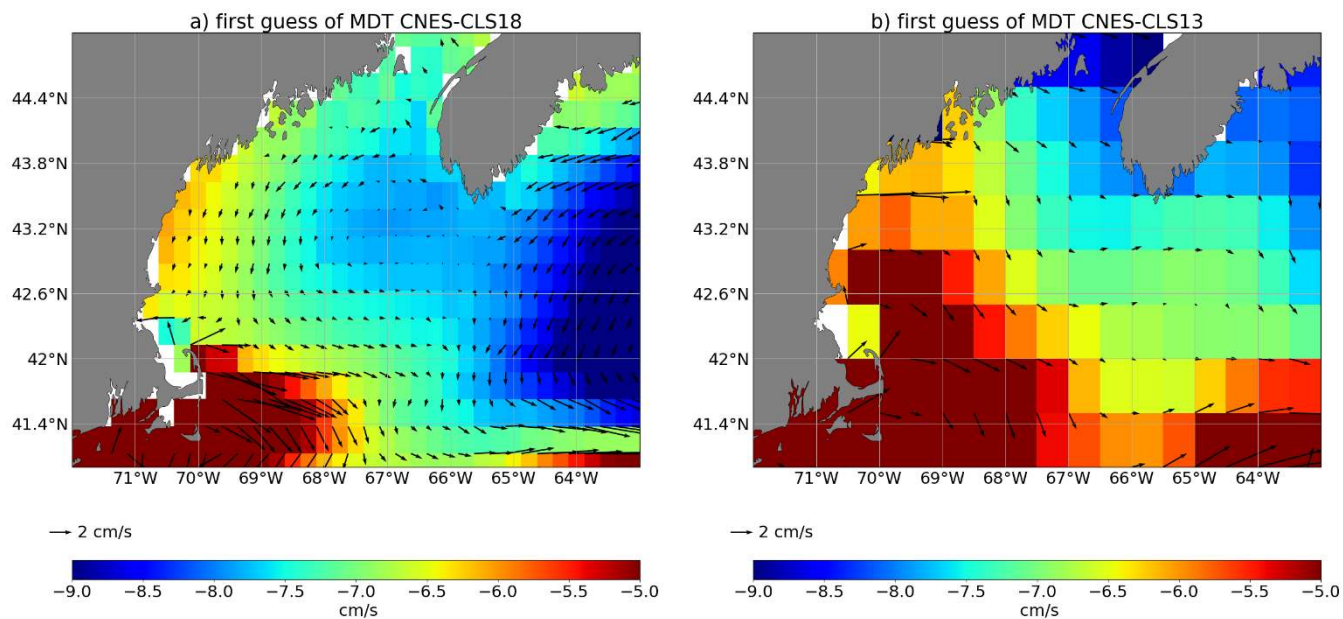 a) first guess of MDT CNES-CLS18
44.4°N
43.8°N
43.2°N
42.6°N
42°N
41.4°N
71°W 70°W 69°W 68°W 67°W 66°W 65°W 64°W
2 cm/s
−9.0 −8.5 −8.0 −7.5 −7.0 −6.5 −6.0 −5.5 −5.0
cm/s
b) first guess of MDT CNES-CLS13
44.4°N
43.8°N
43.2°N
42.6°N
42°N
41.4°N
71°W 70°W 69°W 68°W 67°W 66°W 65°W 64°W
2 cm/s
−9.0 −8.5 −8.0 −7.5 −7.0 −6.5 −6.0 −5.5 −5.0
cm/s